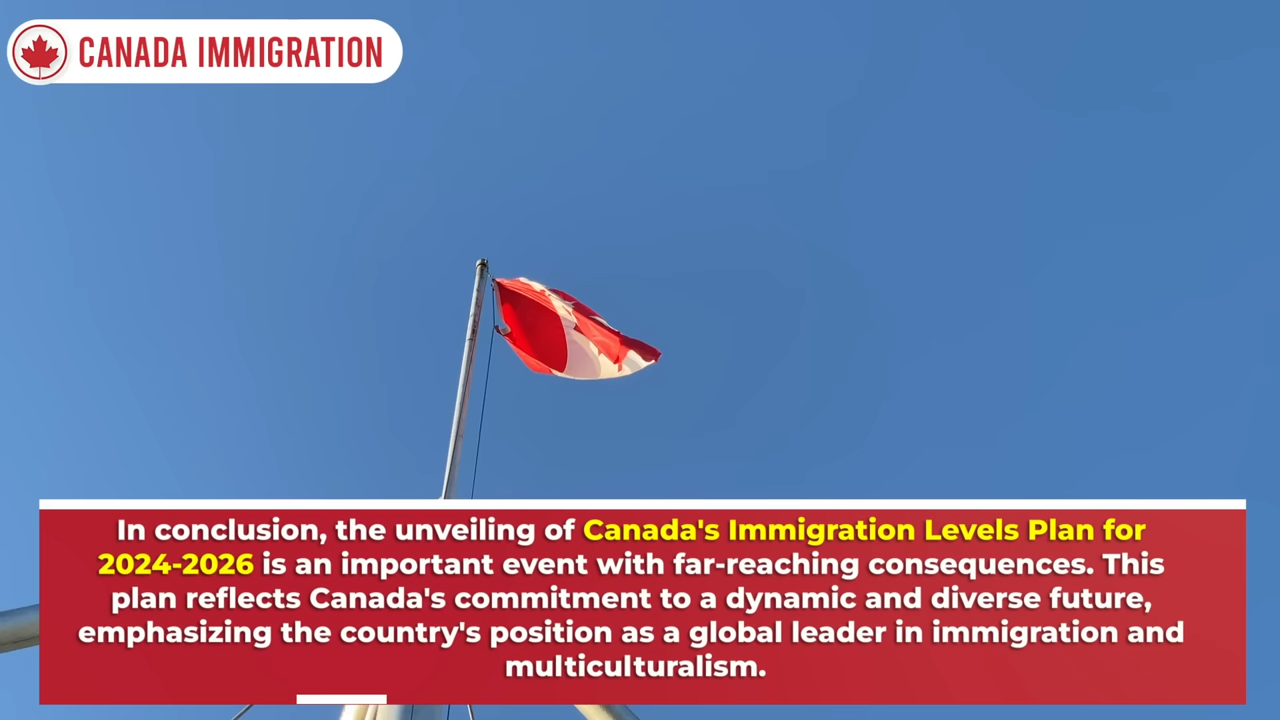 CANADA IMMIGRATION
In conclusion, the unveiling of Canada's Immigration Levels Plan for
2024-2026 is an important event with far-reaching consequences. This
plan reflects Canada's commitment to a dynamic and diverse future,
emphasizing the country's position as a global leader in immigration and
multiculturalism.